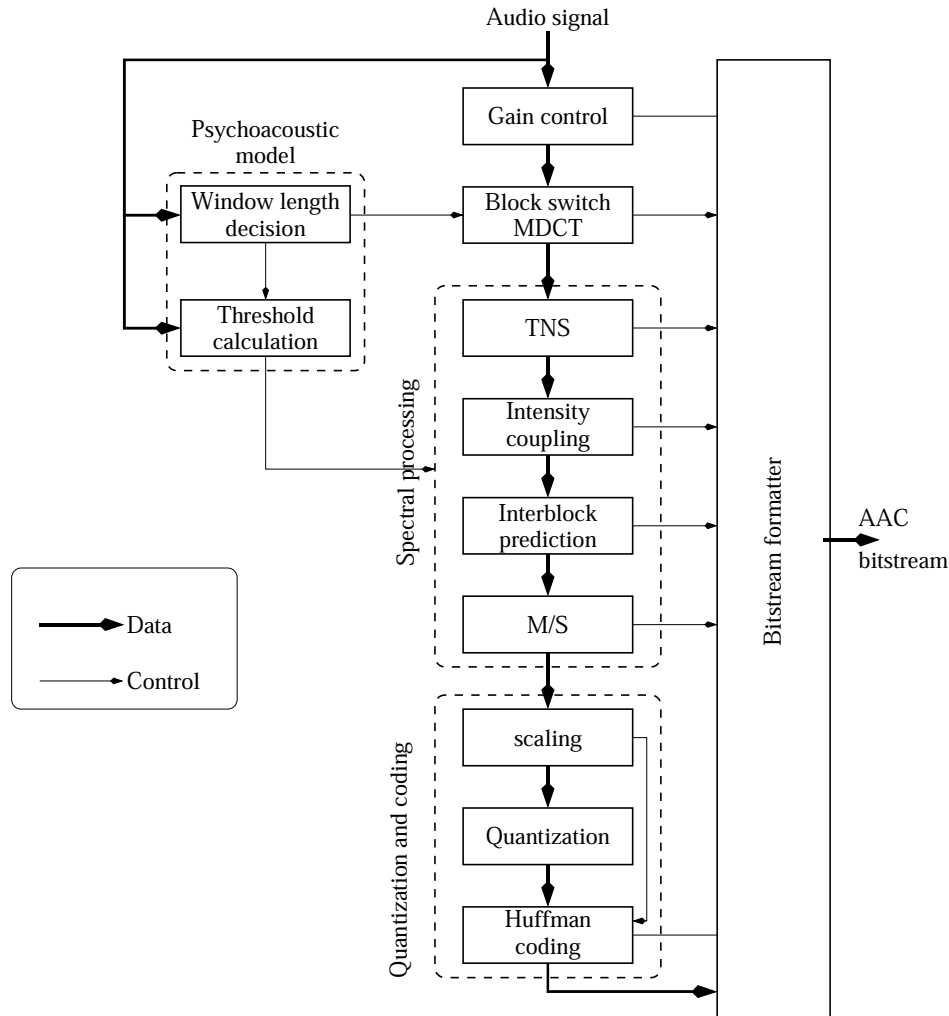 Audio signal
Gain control
Psychoacoustic
model
Window length
decision
Block switch
MDCT
Threshold
calculation
TNS
Intensity
coupling
Spectral processing
Interblock
prediction
M/S
Bitstream formatter
AAC
bitstream
Data
Control
scaling
Quantization
Quantization and coding
Huffman
coding